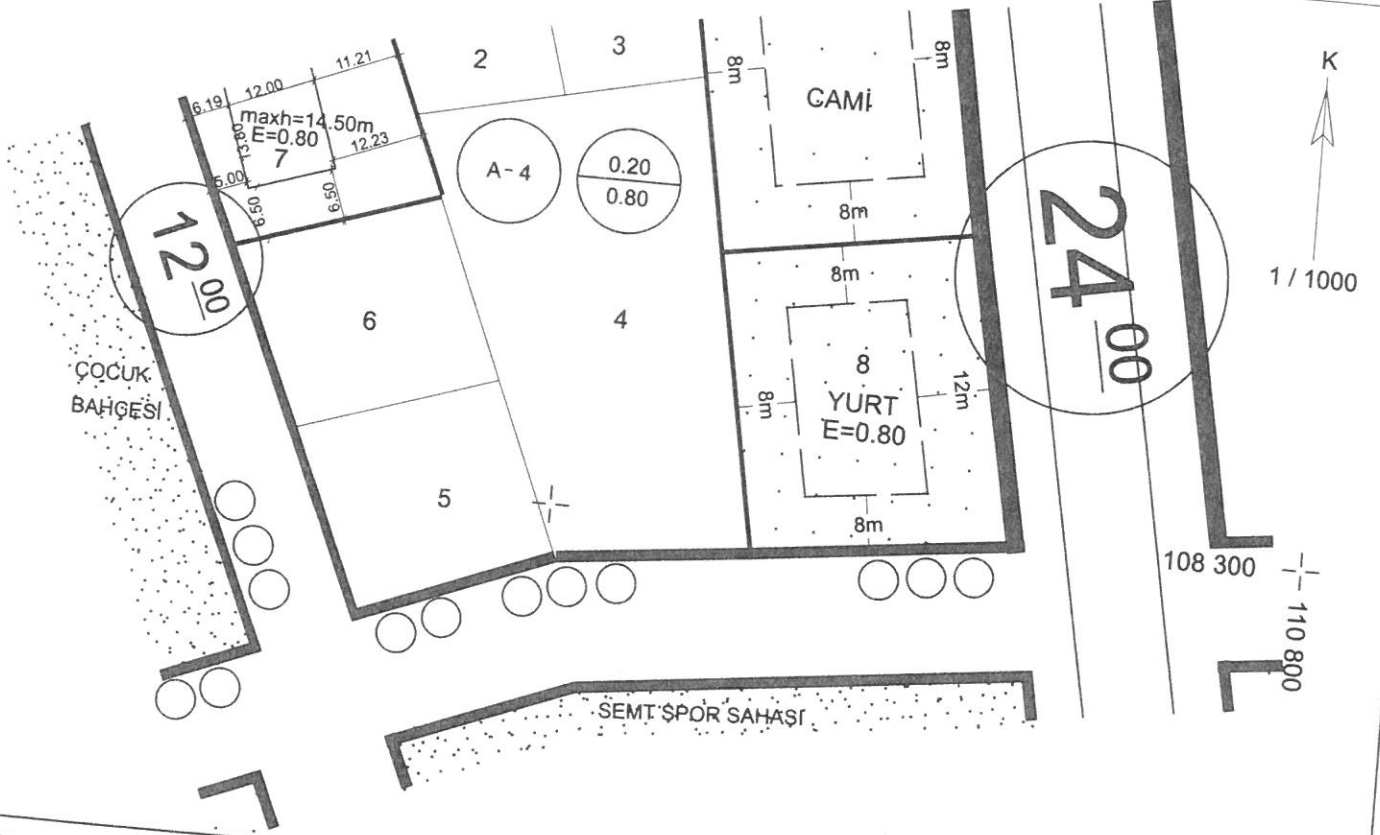 2
3
11.21
12.00
6.19
maxh=14.50m
E=0.80
7
13.80
12.23
5.00
6.50
6.50
A-4
0.20
0.80
8m
8m
CAMİ
8m
K
1 / 1000
12 00
24 00
ÇOCUK
BAHÇESİ
6
4
5
8m
8m
8
YURT
E=0.80
12m
8m
108 300
110 800
SEMT SPOR SAHASI